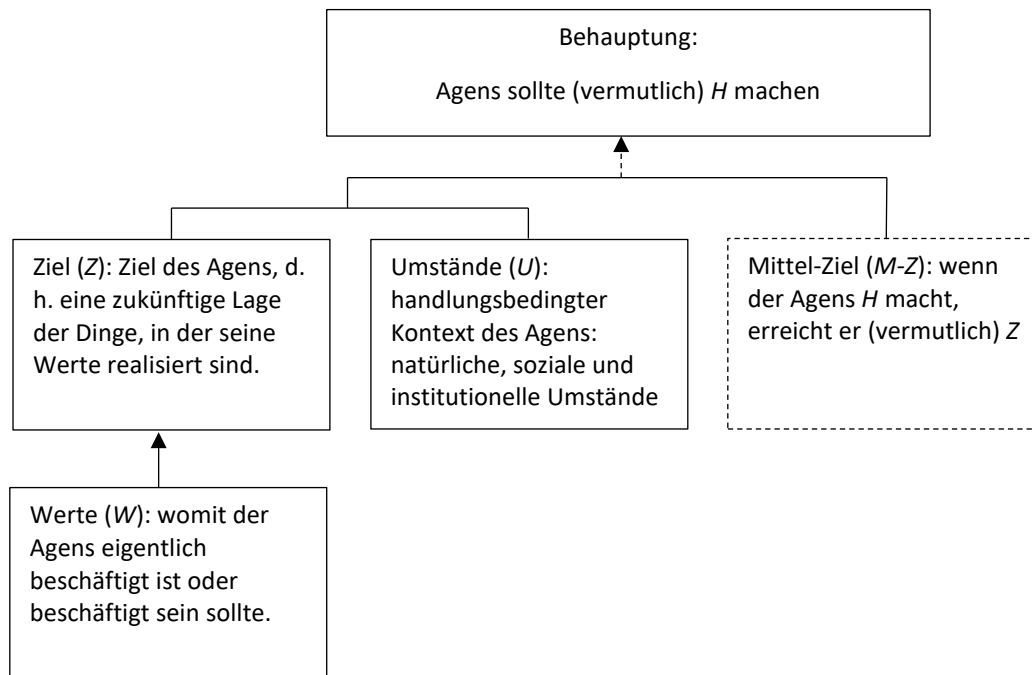 Behauptung:
Agens sollte (vermutlich) H machen
Ziel (Z): Ziel des Agens, d.
h. eine zukünftige Lage
der Dinge, in der seine
Werte realisiert sind.
Umstände (U):
handlungsbedingter
Kontext des Agens:
natürliche, soziale und
institutionelle Umstände
Mittel-Ziel (M-Z): wenn
der Agens H macht,
erreicht er (vermutlich) Z
Werte (W): womit der
Agens eigentlich
beschäftigt ist oder
beschäftigt sein sollte.